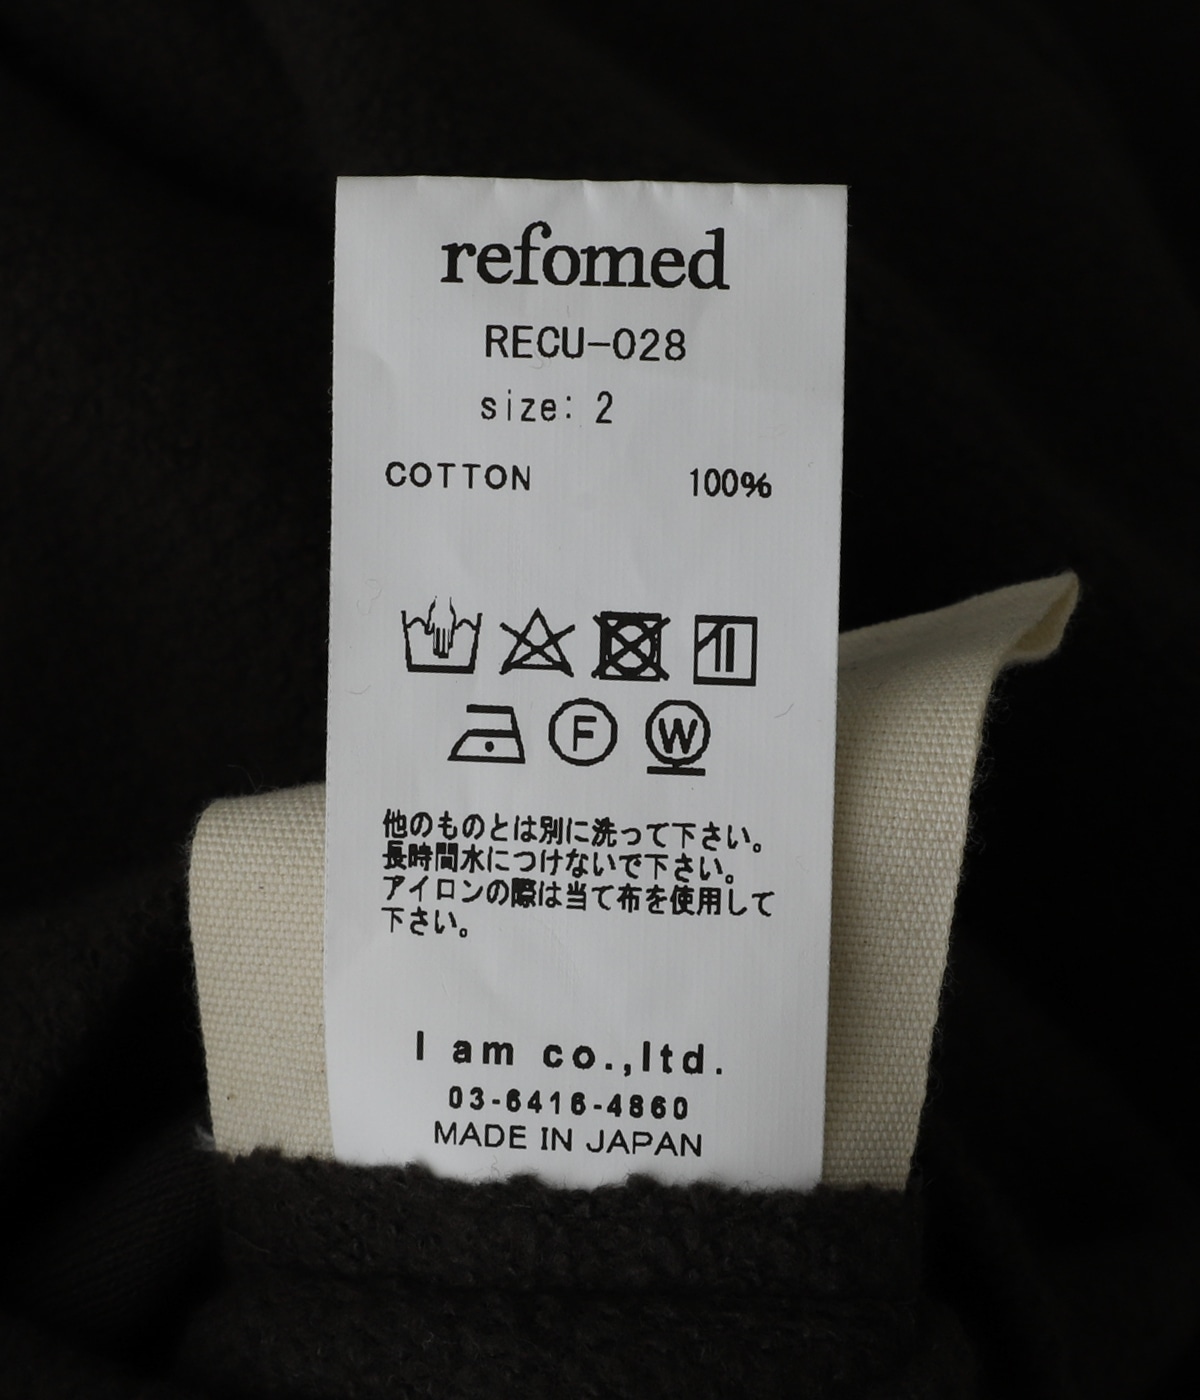 refomed
RECU-028
size: 2
COTTON 100%
F W
他のものとは別に洗って下さい。
長時間水につけないで下さい。
アイロンの際は当て布を使用して
下さい。
I am co.,ltd.
03-6416-4860
MADE IN JAPAN